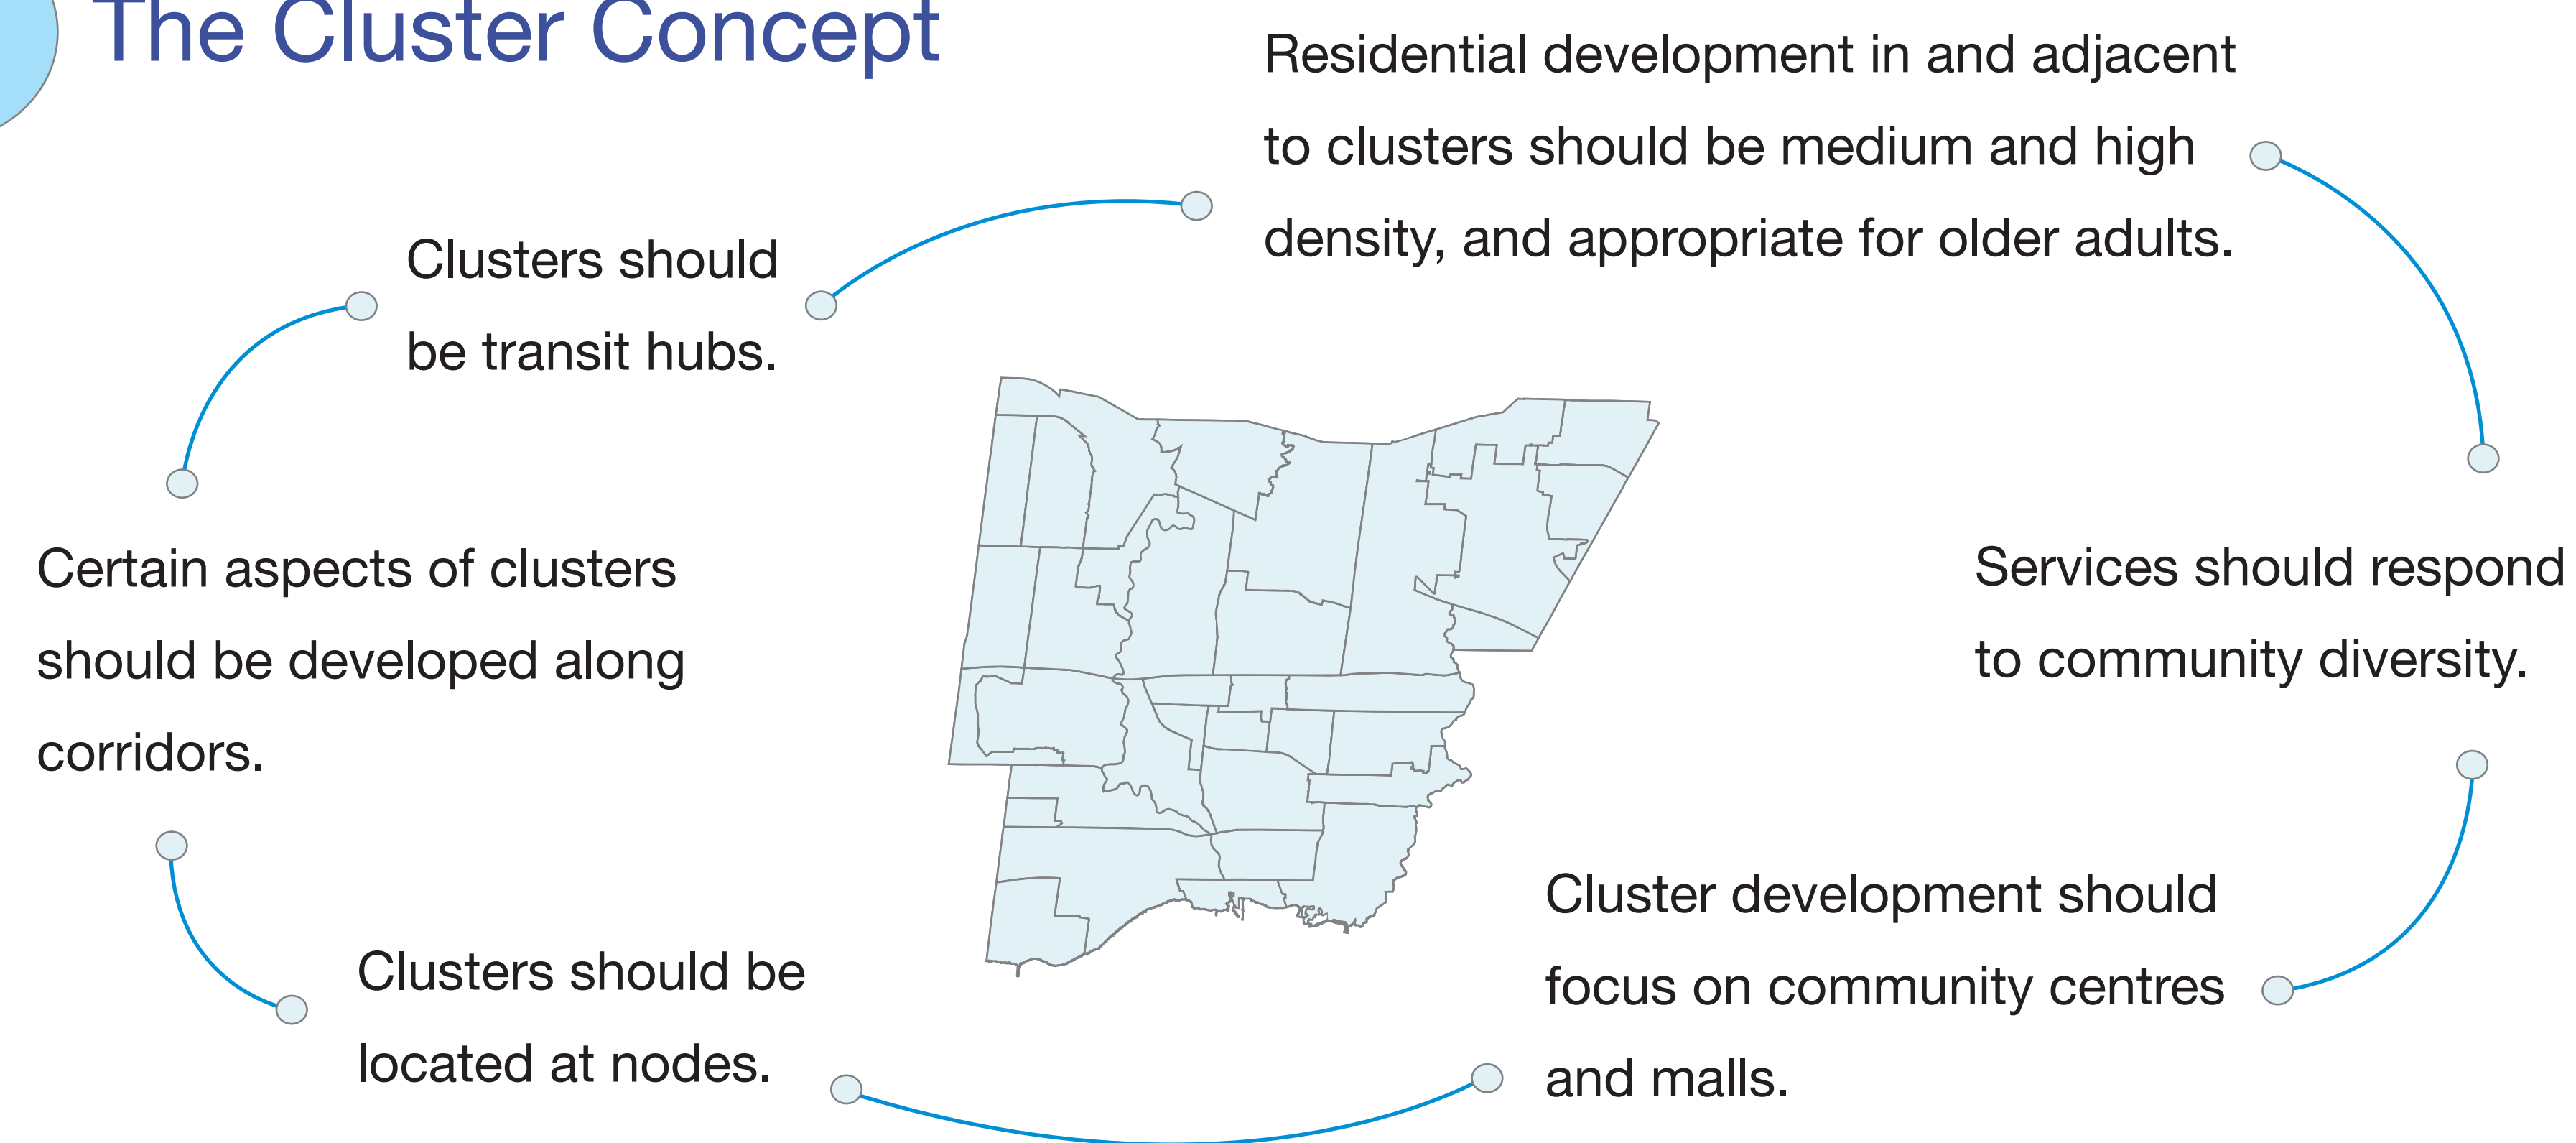 The Cluster Concept
Residential development in and adjacent
to clusters should be medium and high
density, and appropriate for older adults.
Clusters should
be transit hubs.
Certain aspects of clusters
should be developed along
corridors.
Services should respond
to community diversity.
Clusters should be
located at nodes.
Cluster development should
focus on community centres
and malls.